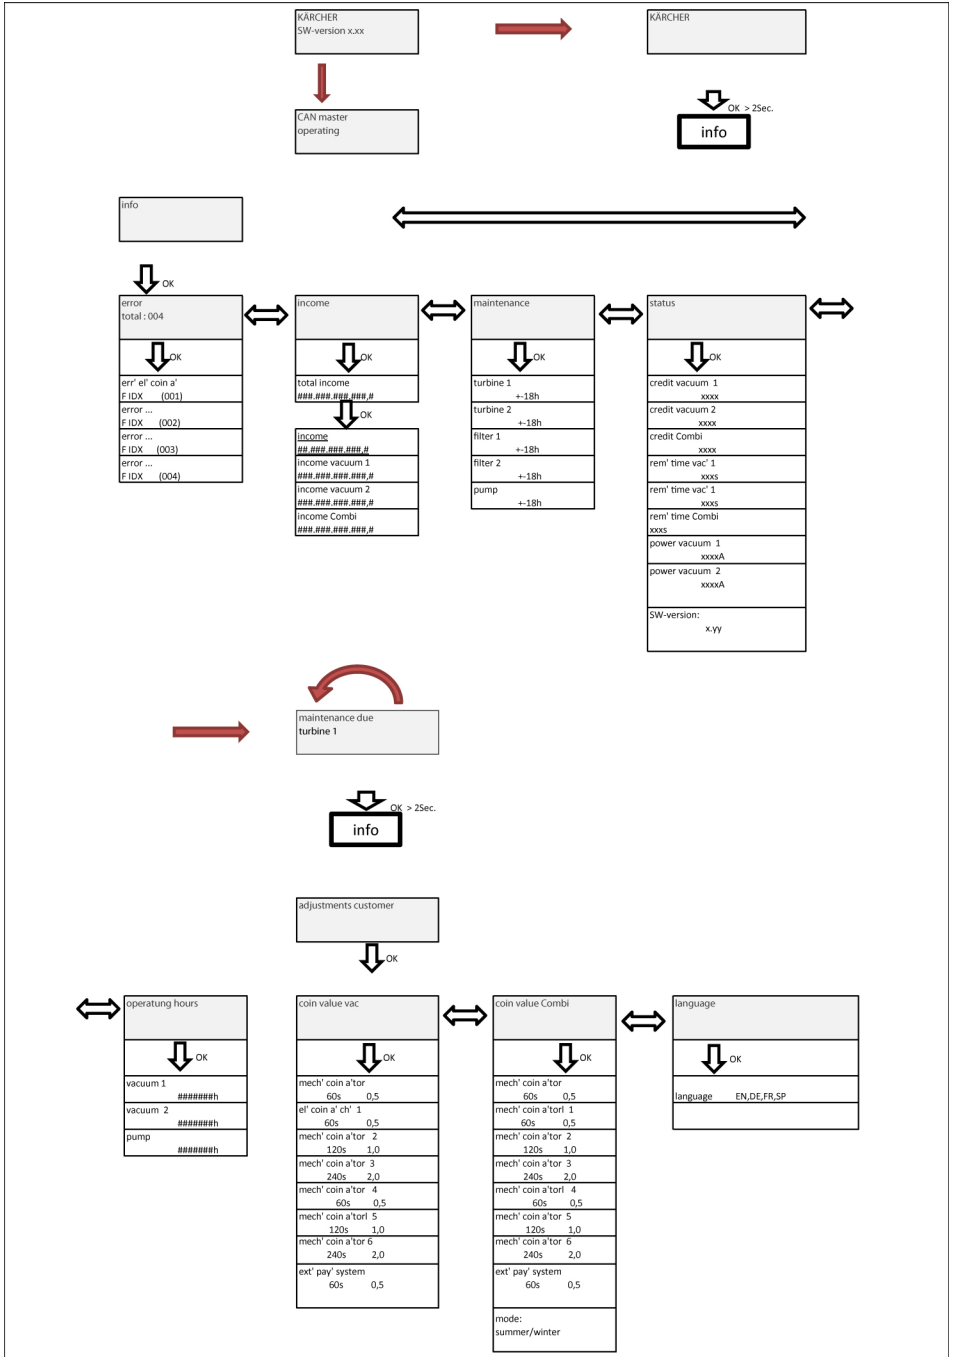 KÄRCHER
SW-version x.xx
KÄRCHER
CAN master
operating
OK > 2Sec.
info
info
OK
error
total : 004
OK
err' el' coin a'
F IDX (001)
error ...
F IDX (002)
error ...
F IDX (003)
error ...
F IDX (004)
income
OK
total income
###.###.###.###,#
OK
income
##.###.###.###,#
income vacuum 1
###.###.###.###,#
income vacuum 2
###.###.###.###,#
income Combi
###.###.###.###,#
maintenance
OK
turbine 1
+-18h
turbine 2
+-18h
filter 1
+-18h
filter 2
+-18h
pump
+-18h
status
OK
credit vacuum 1
xxxx
credit vacuum 2
xxxx
credit Combi
xxxx
rem' time vac' 1
xxxs
rem' time vac' 1
xxxs
rem' time Combi
xxxs
power vacuum 1
xxxxA
power vacuum 2
xxxxA
SW-version:
x.yy
maintenance due
turbine 1
OK > 2Sec.
info
adjustments customer
OK
operatung hours
OK
vacuum 1
#######h
vacuum 2
#######h
pump
#######h
coin value vac
OK
mech' coin a'tor
60s 0,5
el' coin a' ch' 1
60s 0,5
mech' coin a'tor 2
120s 1,0
mech' coin a'tor 3
240s 2,0
mech' coin a'tor 4
60s 0,5
mech' coin a'torl 5
120s 1,0
mech' coin a'tor 6
240s 2,0
ext' pay' system
60s 0,5
coin value Combi
OK
mech' coin a'tor
60s 0,5
mech' coin a'torl 1
60s 0,5
mech' coin a'tor 2
120s 1,0
mech' coin a'tor 3
240s 2,0
mech' coin a'torl 4
60s 0,5
mech' coin a'tor 5
120s 1,0
mech' coin a'tor 6
240s 2,0
ext' pay' system
60s 0,5
mode:
summer/winter
language
OK
language EN,DE,FR,SP